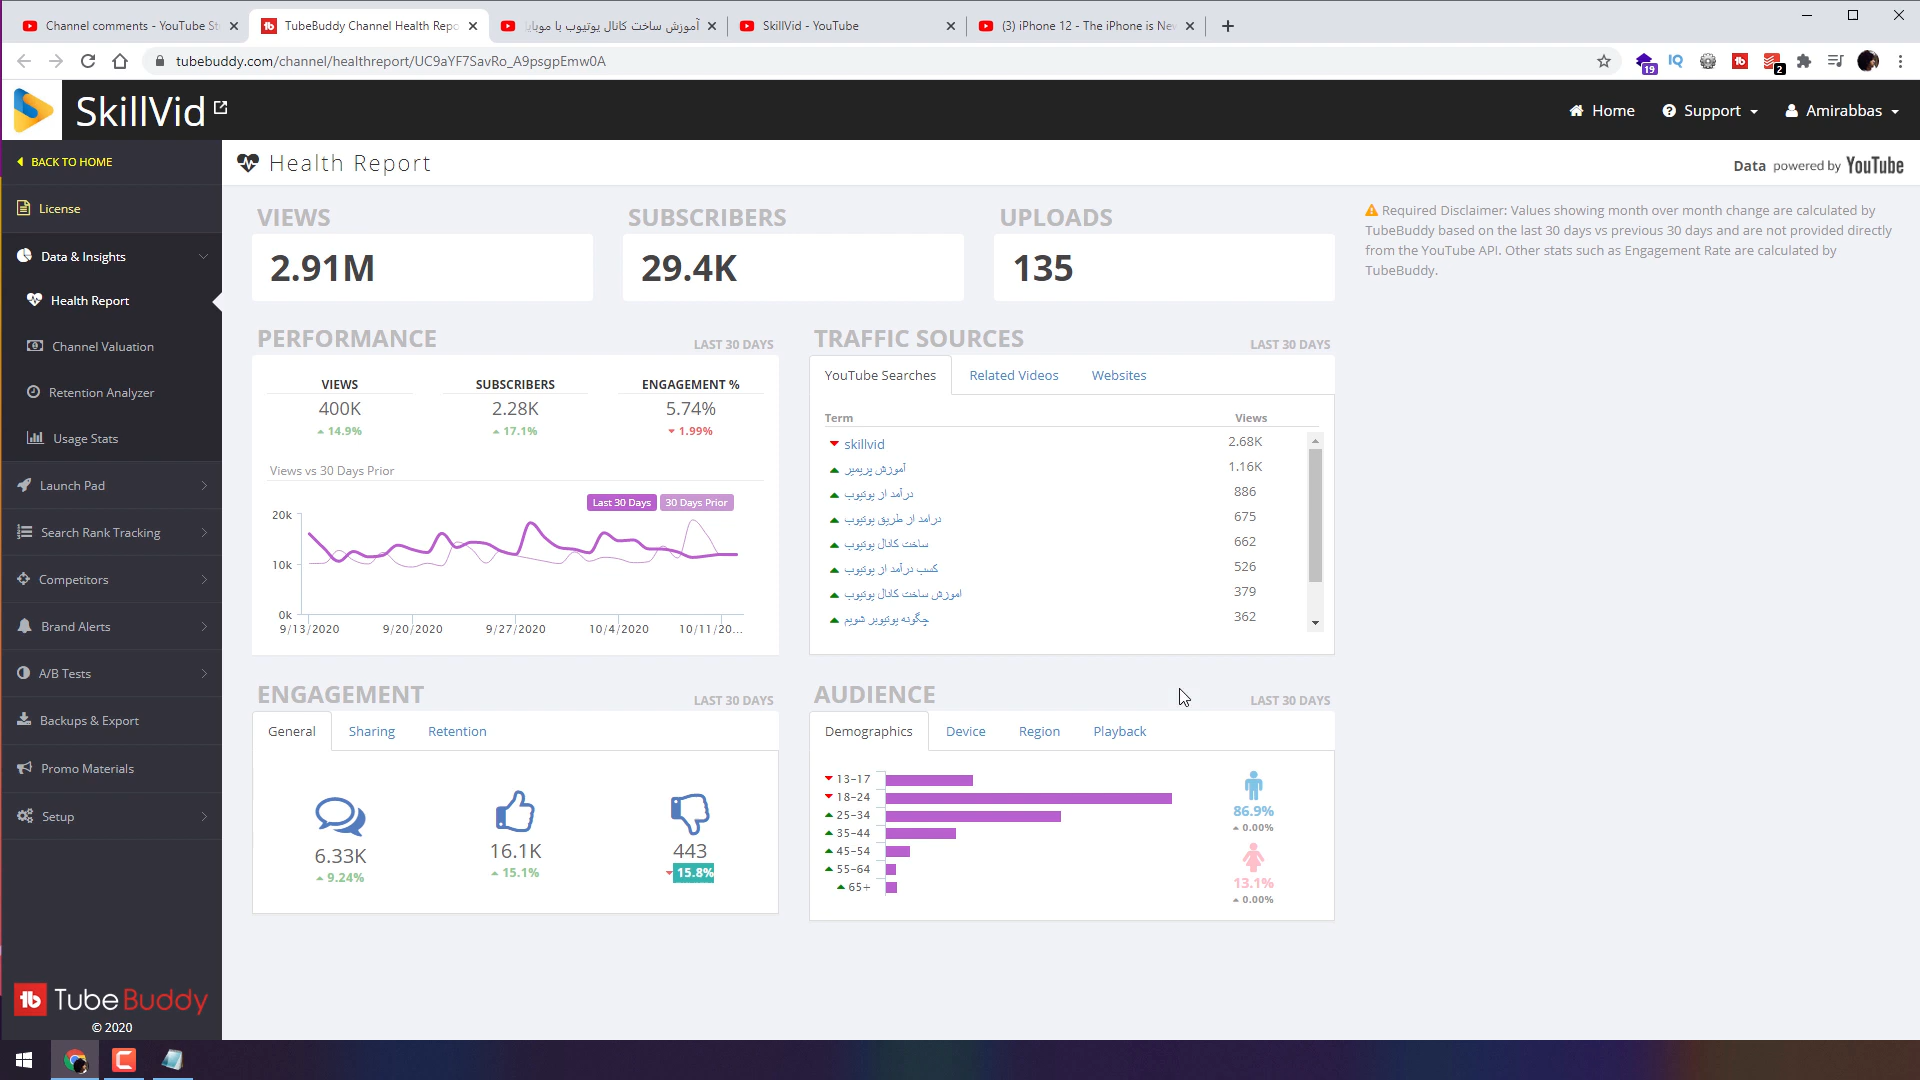 Channel comments - YouTube St
TubeBuddy Channel Health Repo
آموزش ساخت کانال یوتیوب با موبایل
SkillVid - YouTube
(3) iPhone 12 - The iPhone is Nev
tubebuddy.com/channel/healthreport/UC9aYF7SavRo_A9psgpEmw0A
19
IQ
2
SkillVid
Home
Support
Amirabbas
BACK TO HOME
License
Data & Insights
Health Report
Channel Valuation
Retention Analyzer
Usage Stats
Launch Pad
Search Rank Tracking
Competitors
Brand Alerts
A/B Tests
Backups & Export
Promo Materials
Setup
TubeBuddy
© 2020
Health Report
Data powered by YouTube
VIEWS
2.91M
SUBSCRIBERS
29.4K
UPLOADS
135
Required Disclaimer: Values showing month over month change are calculated by
TubeBuddy based on the last 30 days vs previous 30 days and are not provided directly
from the YouTube API. Other stats such as Engagement Rate are calculated by
TubeBuddy.
PERFORMANCE
LAST 30 DAYS
VIEWS
400K
14.9%
SUBSCRIBERS
2.28K
17.1%
ENGAGEMENT %
5.74%
1.99%
Views vs 30 Days Prior
Last 30 Days
30 Days Prior
20k
10k
0k
9/13/2020
9/20/2020
9/27/2020
10/4/2020
10/11/20...
TRAFFIC SOURCES
LAST 30 DAYS
YouTube Searches
Related Videos
Websites
Term Views
skillvid 2.68K
آموزش پریمیر 1.16K
درآمد از یوتیوب 886
درامد از طریق یوتیوب 675
ساخت کانال یوتیوب 662
کسب درآمد از یوتیوب 526
اموزش ساخت کانال یوتیوب 379
چگونه یوتیوبر شویم 362
ENGAGEMENT
LAST 30 DAYS
General
Sharing
Retention
6.33K
9.24%
16.1K
15.1%
443
15.8%
AUDIENCE
LAST 30 DAYS
Demographics
Device
Region
Playback
13-17
18-24
25-34
35-44
45-54
55-64
65+
86.9%
0.00%
13.1%
0.00%